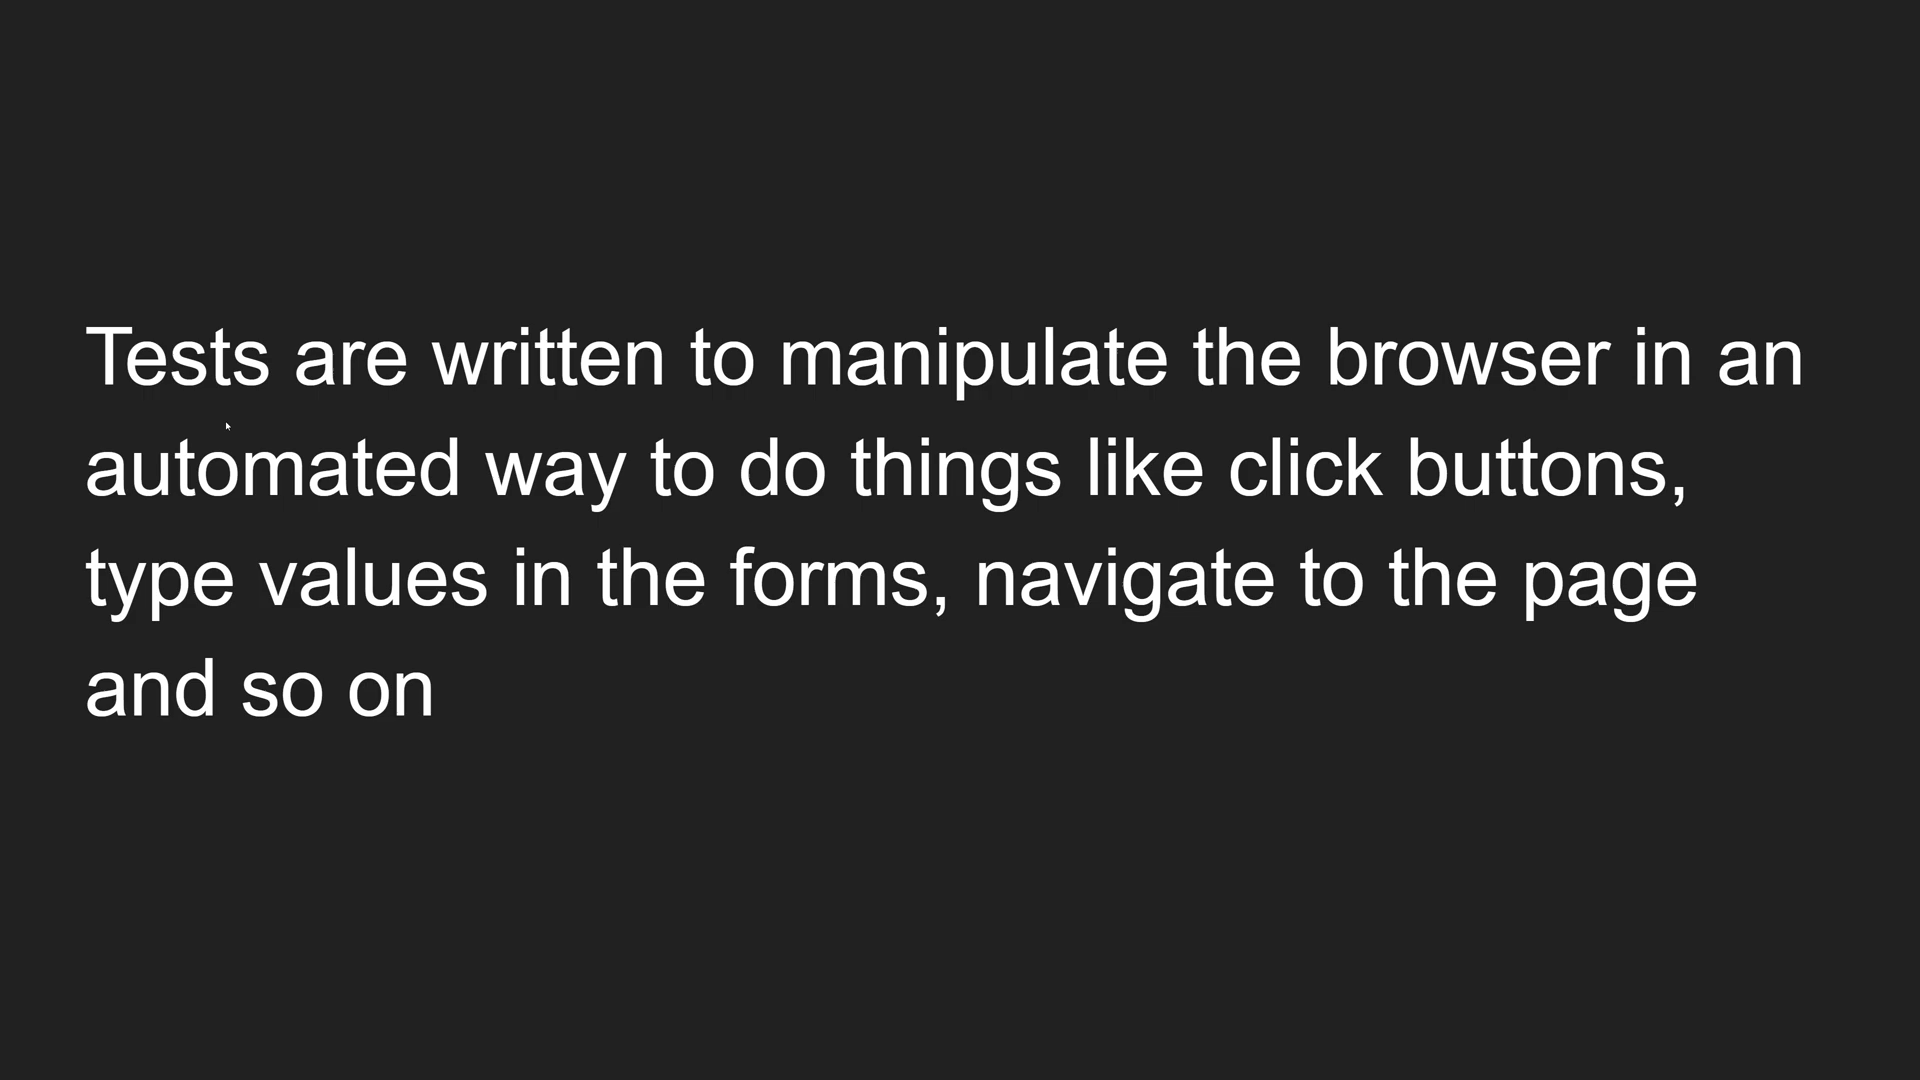 Tests are written to manipulate the browser in an
automated way to do things like click buttons,
type values in the forms, navigate to the page
and so on